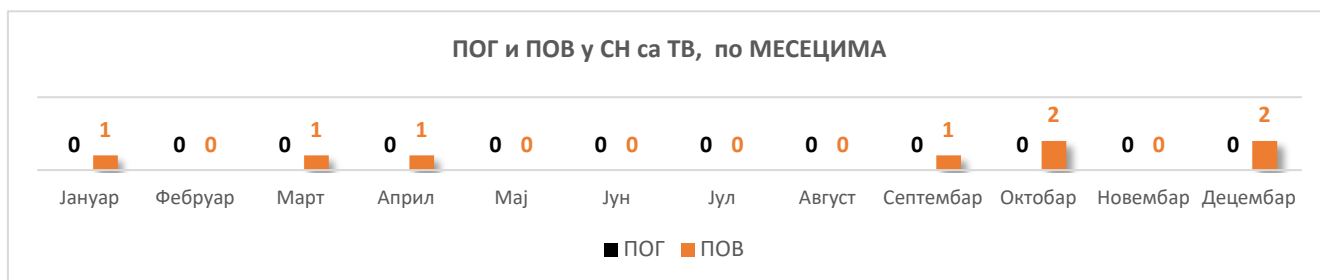 ПОГ и ПОВ у СН са ТВ,  по МЕСЕЦИМА
0 1 0 0 0 1 0 1 0 0 0 0 0 0 0 0 0 1 0 2 0 0 0 2
Јануар Фебруар Март Април Мај Јун Јул Август Септембар Октобар Новембар Децембар
ПОГ ПОВ